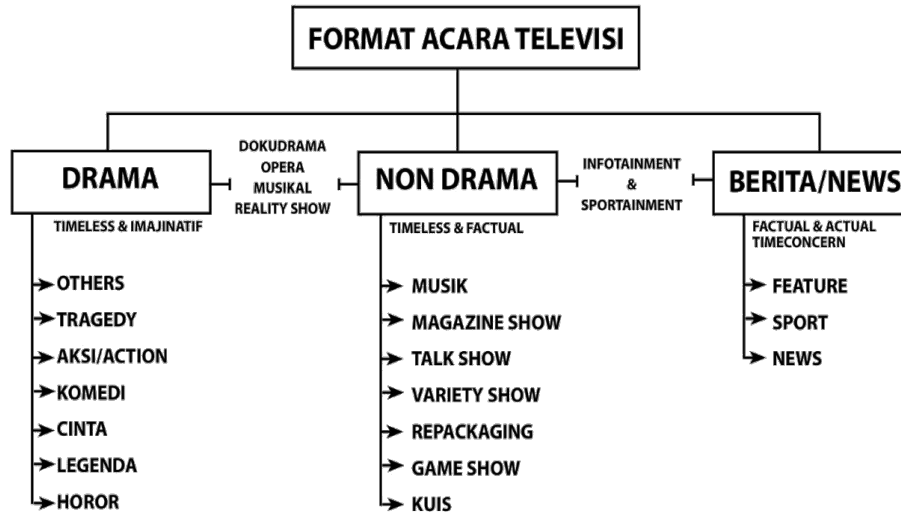 FORMAT ACARA TELEVISI
DRAMA
TIMELESS & IMAJINATIF
OTHERS
TRAGEDY
AKSI/ACTION
KOMEDI
CINTA
LEGENDA
HOROR
DOKUDRAMA
OPERA
MUSIKAL
REALITY SHOW
NON DRAMA
TIMELESS & FACTUAL
MUSIK
MAGAZINE SHOW
TALK SHOW
VARIETY SHOW
REPACKAGING
GAME SHOW
KUIS
INFOTAINMENT
&
SPORTAINMENT
BERITA/NEWS
FACTUAL & ACTUAL
TIMECONCERN
FEATURE
SPORT
NEWS